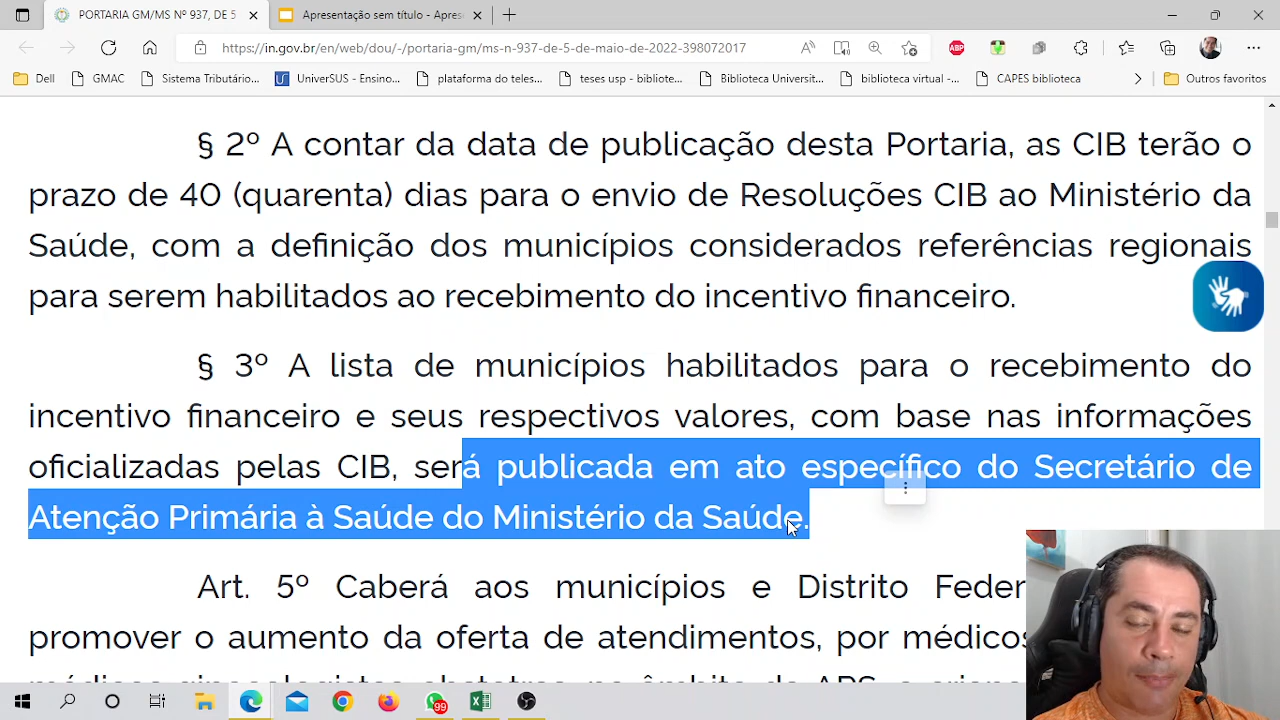 PORTARIA GM/MS Nº 937, DE 5
Apresentação sem título - Aprese
https://in.gov.br/en/web/dou/-/portaria-gm/ms-n-937-de-5-de-maio-de-2022-398072017
ABP
Dell
GMAC
Sistema Tributário...
UniverSUS - Ensino...
plataforma do teles...
teses usp - bibliote...
Biblioteca Universit...
biblioteca virtual -...
CAPES biblioteca
Outros favoritos
§ 2º A contar da data de publicação desta Portaria, as CIB terão o
prazo de 40 (quarenta) dias para o envio de Resoluções CIB ao Ministério da
Saúde, com a definição dos municípios considerados referências regionais
para serem habilitados ao recebimento do incentivo financeiro.
§ 3º A lista de municípios habilitados para o recebimento do
incentivo financeiro e seus respectivos valores, com base nas informações
oficializadas pelas CIB, será publicada em ato específico do Secretário de
Atenção Primária à Saúde do Ministério da Saúde.
Art. 5º Caberá aos municípios e Distrito Feder
promover o aumento da oferta de atendimentos, por médicos
99